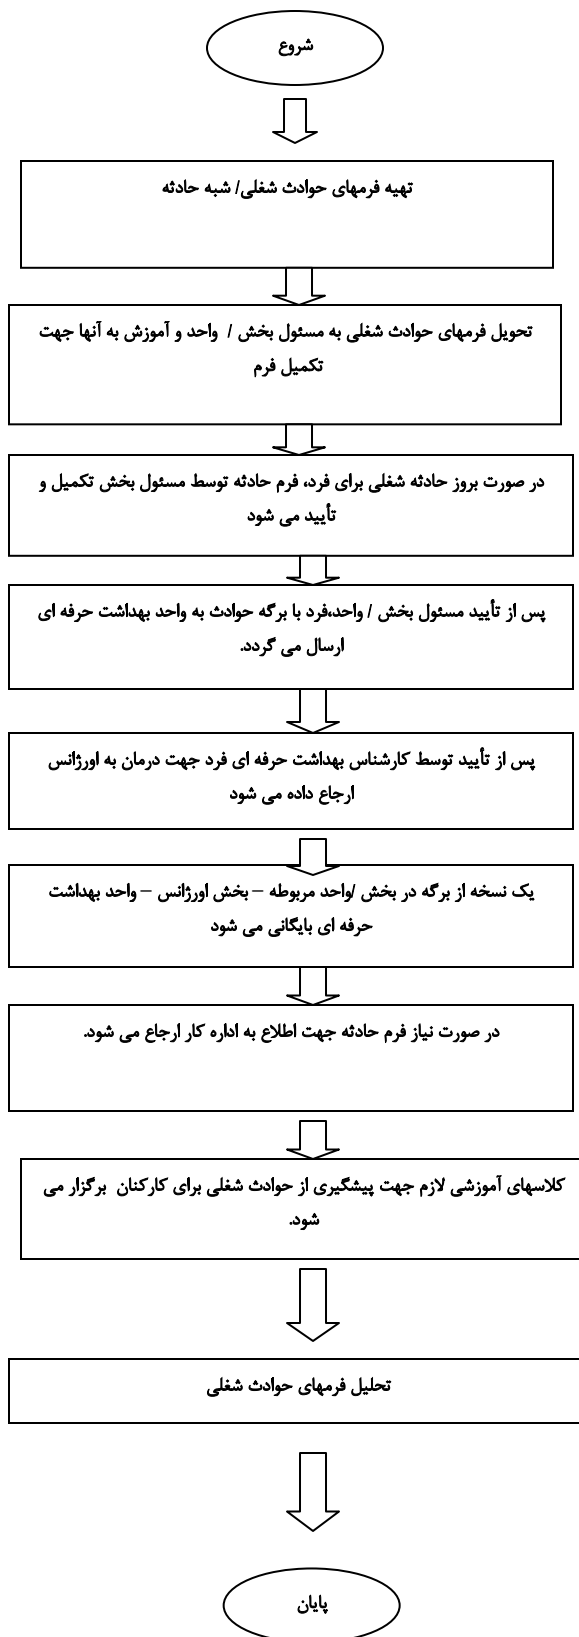 شروع
تهیه فرمهای حوادث شغلی/ شبه حادثه
تحویل فرمهای حوادث شغلی به مسئول بخش / واحد و آموزش به آنها جهت
تکمیل فرم
در صورت بروز حادثه شغلی برای فرد، فرم حادثه توسط مسئول بخش تکمیل و
تأیید می شود
پس از تأیید مسئول بخش / واحد،فرد با برگه حوادث به واحد بهداشت حرفه ای
ارسال می گردد.
پس از تأیید توسط کارشناس بهداشت حرفه ای فرد جهت درمان به اورژانس
ارجاع داده می شود
یک نسخه از برگه در بخش /واحد مربوطه – بخش اورژانس – واحد بهداشت
حرفه ای بایگانی می شود
در صورت نیاز فرم حادثه جهت اطلاع به اداره کار ارجاع می شود.
کلاسهای آموزشی لازم جهت پیشگیری از حوادث شغلی برای کارکنان برگزار می
شود.
تحلیل فرمهای حوادث شغلی
پایان